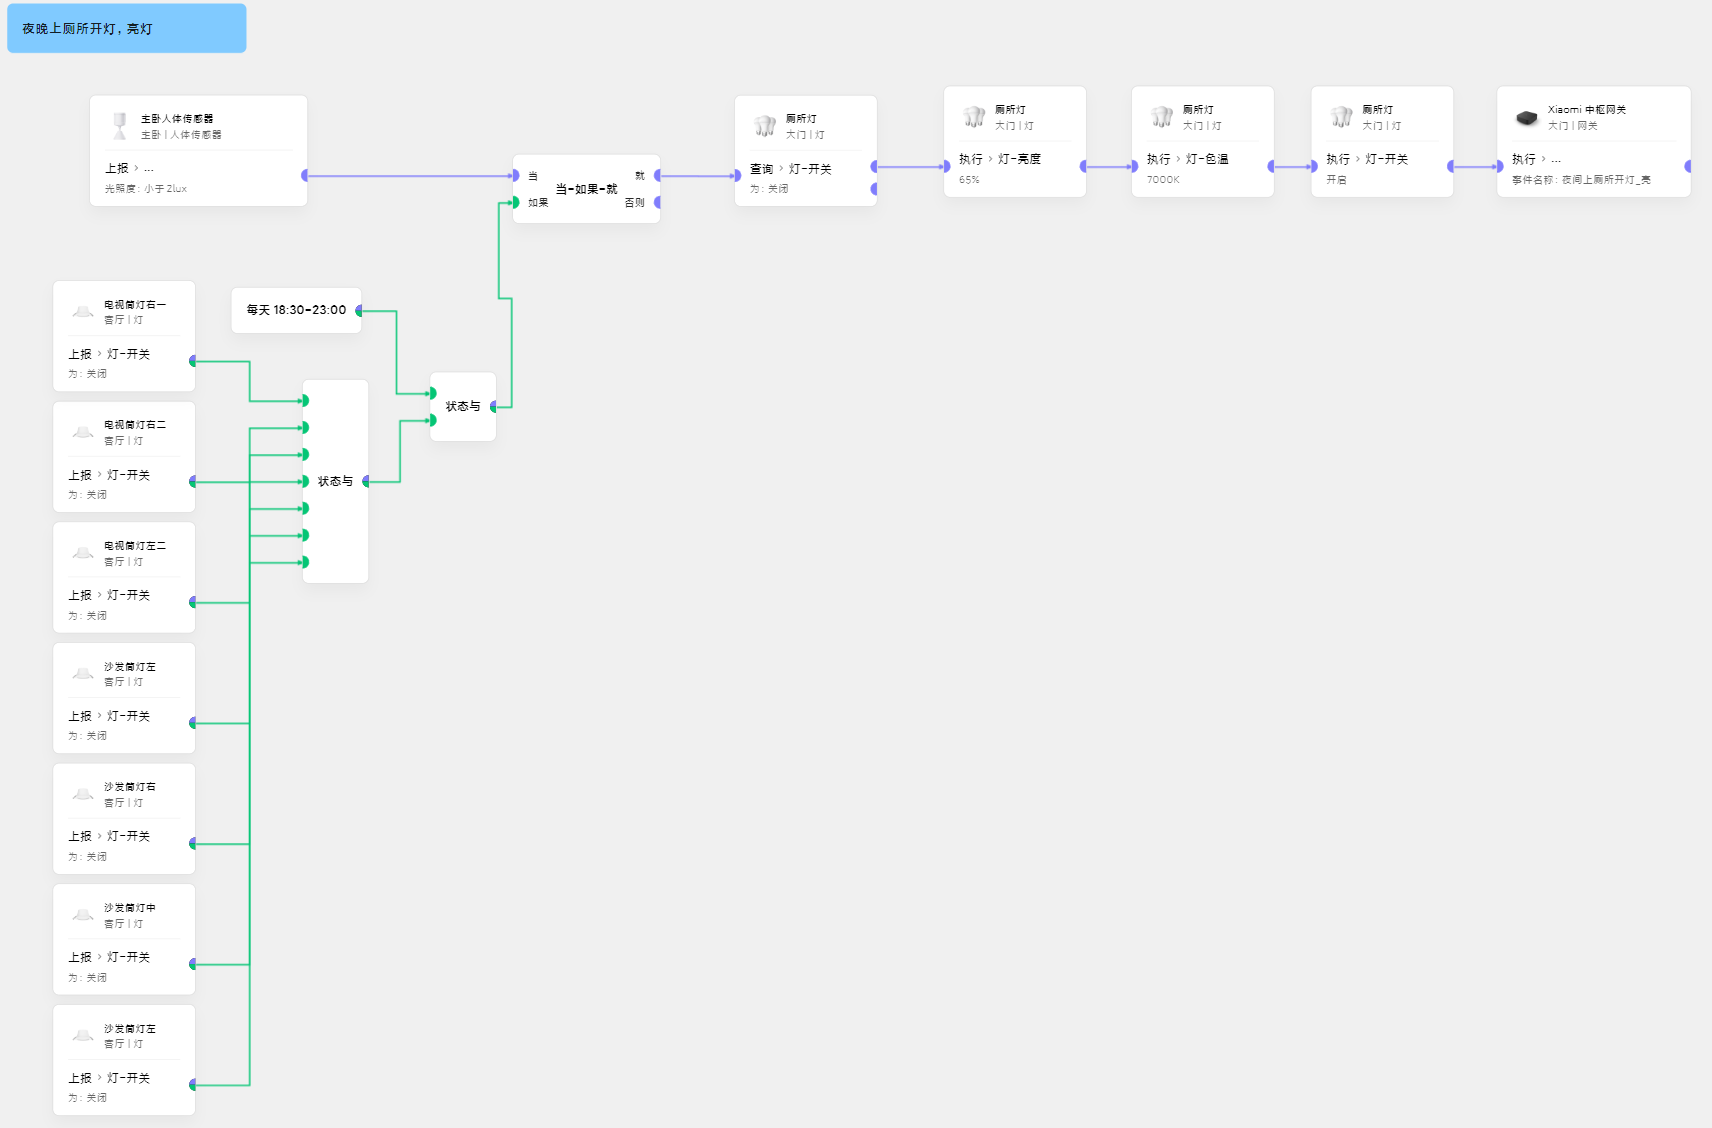 夜晚上厕所开灯, 亮灯
主卧人体传感器
主卧 | 人体传感器
上报 › ...
光照度: 小于 2lux
当
如果
当-如果-就
就
否则
厕所灯
大门 | 灯
查询 › 灯-开关
为: 关闭
厕所灯
大门 | 灯
执行 › 灯-亮度
65%
厕所灯
大门 | 灯
执行 › 灯-色温
7000K
厕所灯
大门 | 灯
执行 › 灯-开关
开启
Xiaomi 中枢网关
大门 | 网关
执行 › ...
事件名称: 夜间上厕所开灯_亮
每天 18:30-23:00
状态与
状态与
电视筒灯右一
客厅 | 灯
上报 › 灯-开关
为: 关闭
电视筒灯右二
客厅 | 灯
上报 › 灯-开关
为: 关闭
电视筒灯左二
客厅 | 灯
上报 › 灯-开关
为: 关闭
沙发筒灯左
客厅 | 灯
上报 › 灯-开关
为: 关闭
沙发筒灯右
客厅 | 灯
上报 › 灯-开关
为: 关闭
沙发筒灯中
客厅 | 灯
上报 › 灯-开关
为: 关闭
沙发筒灯左
客厅 | 灯
上报 › 灯-开关
为: 关闭